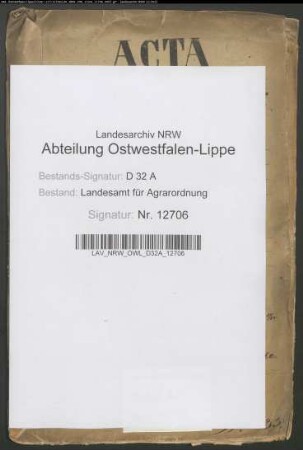 ACTA
Landesarchiv NRW
Abteilung Ostwestfalen-Lippe
Bestands-Signatur: D 32 A
Bestand: Landesamt für Agrarordnung
Signatur: Nr. 12706
LAV_NRW_OWL_D32A_12706